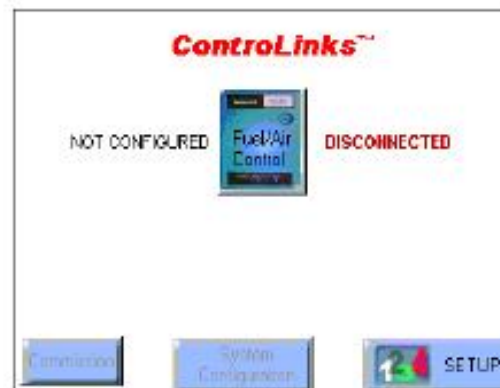 ControLinks™
NOT CONFIGURED
Fuel/Air
Control
DISCONNECTED
Commission
System
Configuration
SETUP